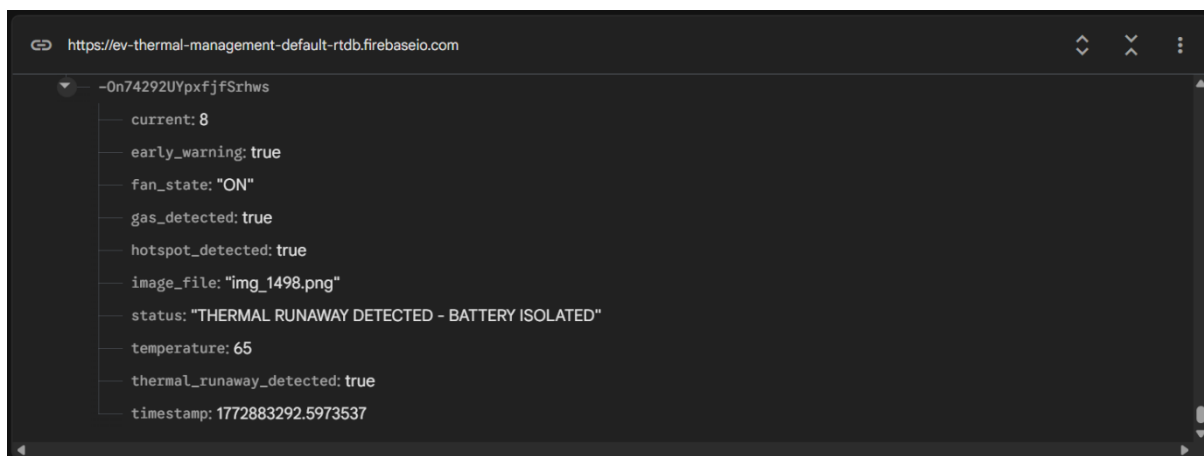 https://ev-thermal-management-default-rtdb.firebaseio.com
-On74292UYpxfjfSrhws
current: 8
early_warning: true
fan_state: "ON"
gas_detected: true
hotspot_detected: true
image_file: "img_1498.png"
status: "THERMAL RUNAWAY DETECTED - BATTERY ISOLATED"
temperature: 65
thermal_runaway_detected: true
timestamp: 1772883292.5973537